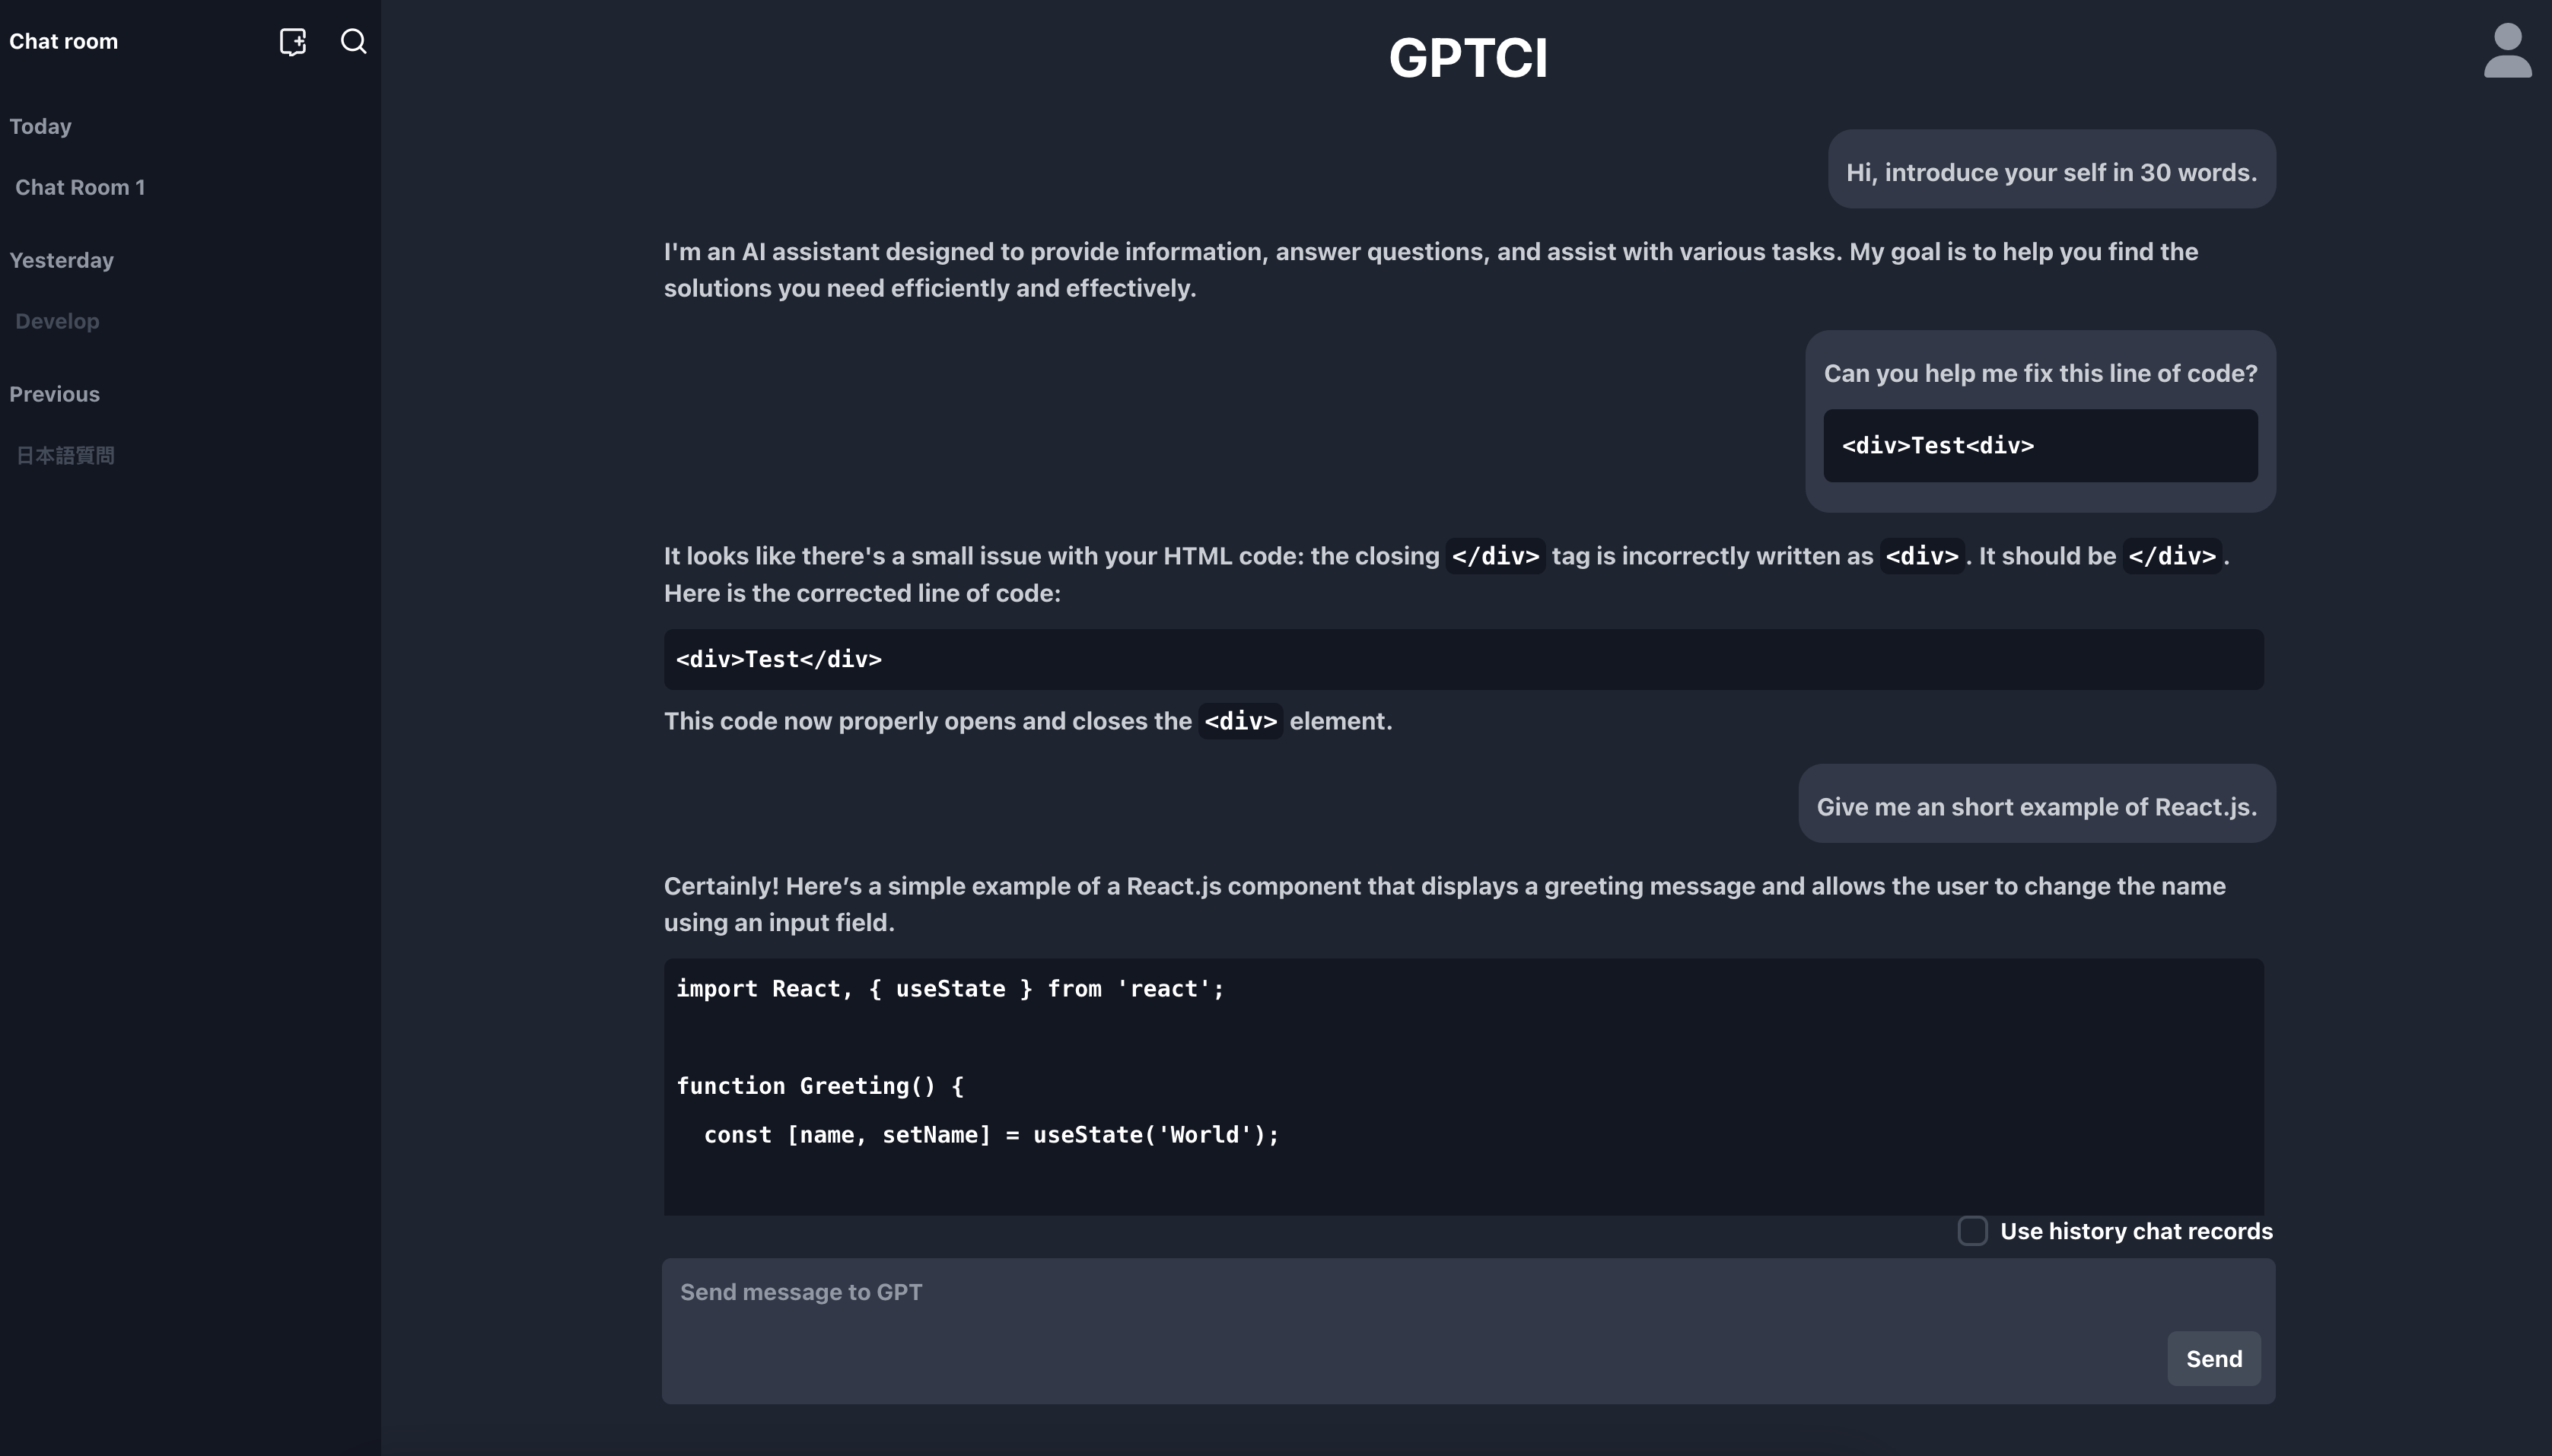 Chat room
Today
Chat Room 1
Yesterday
Develop
Previous
日本語質問
GPTCI
Hi, introduce your self in 30 words.
I'm an AI assistant designed to provide information, answer questions, and assist with various tasks. My goal is to help you find the
solutions you need efficiently and effectively.
Can you help me fix this line of code?
<div>Test<div>
It looks like there's a small issue with your HTML code: the closing </div> tag is incorrectly written as <div>. It should be </div>.
Here is the corrected line of code:
<div>Test</div>
This code now properly opens and closes the <div> element.
Give me an short example of React.js.
Certainly! Here’s a simple example of a React.js component that displays a greeting message and allows the user to change the name
using an input field.
import React, { useState } from 'react';
function Greeting() {
  const [name, setName] = useState('World');
Use history chat records
Send message to GPT
Send